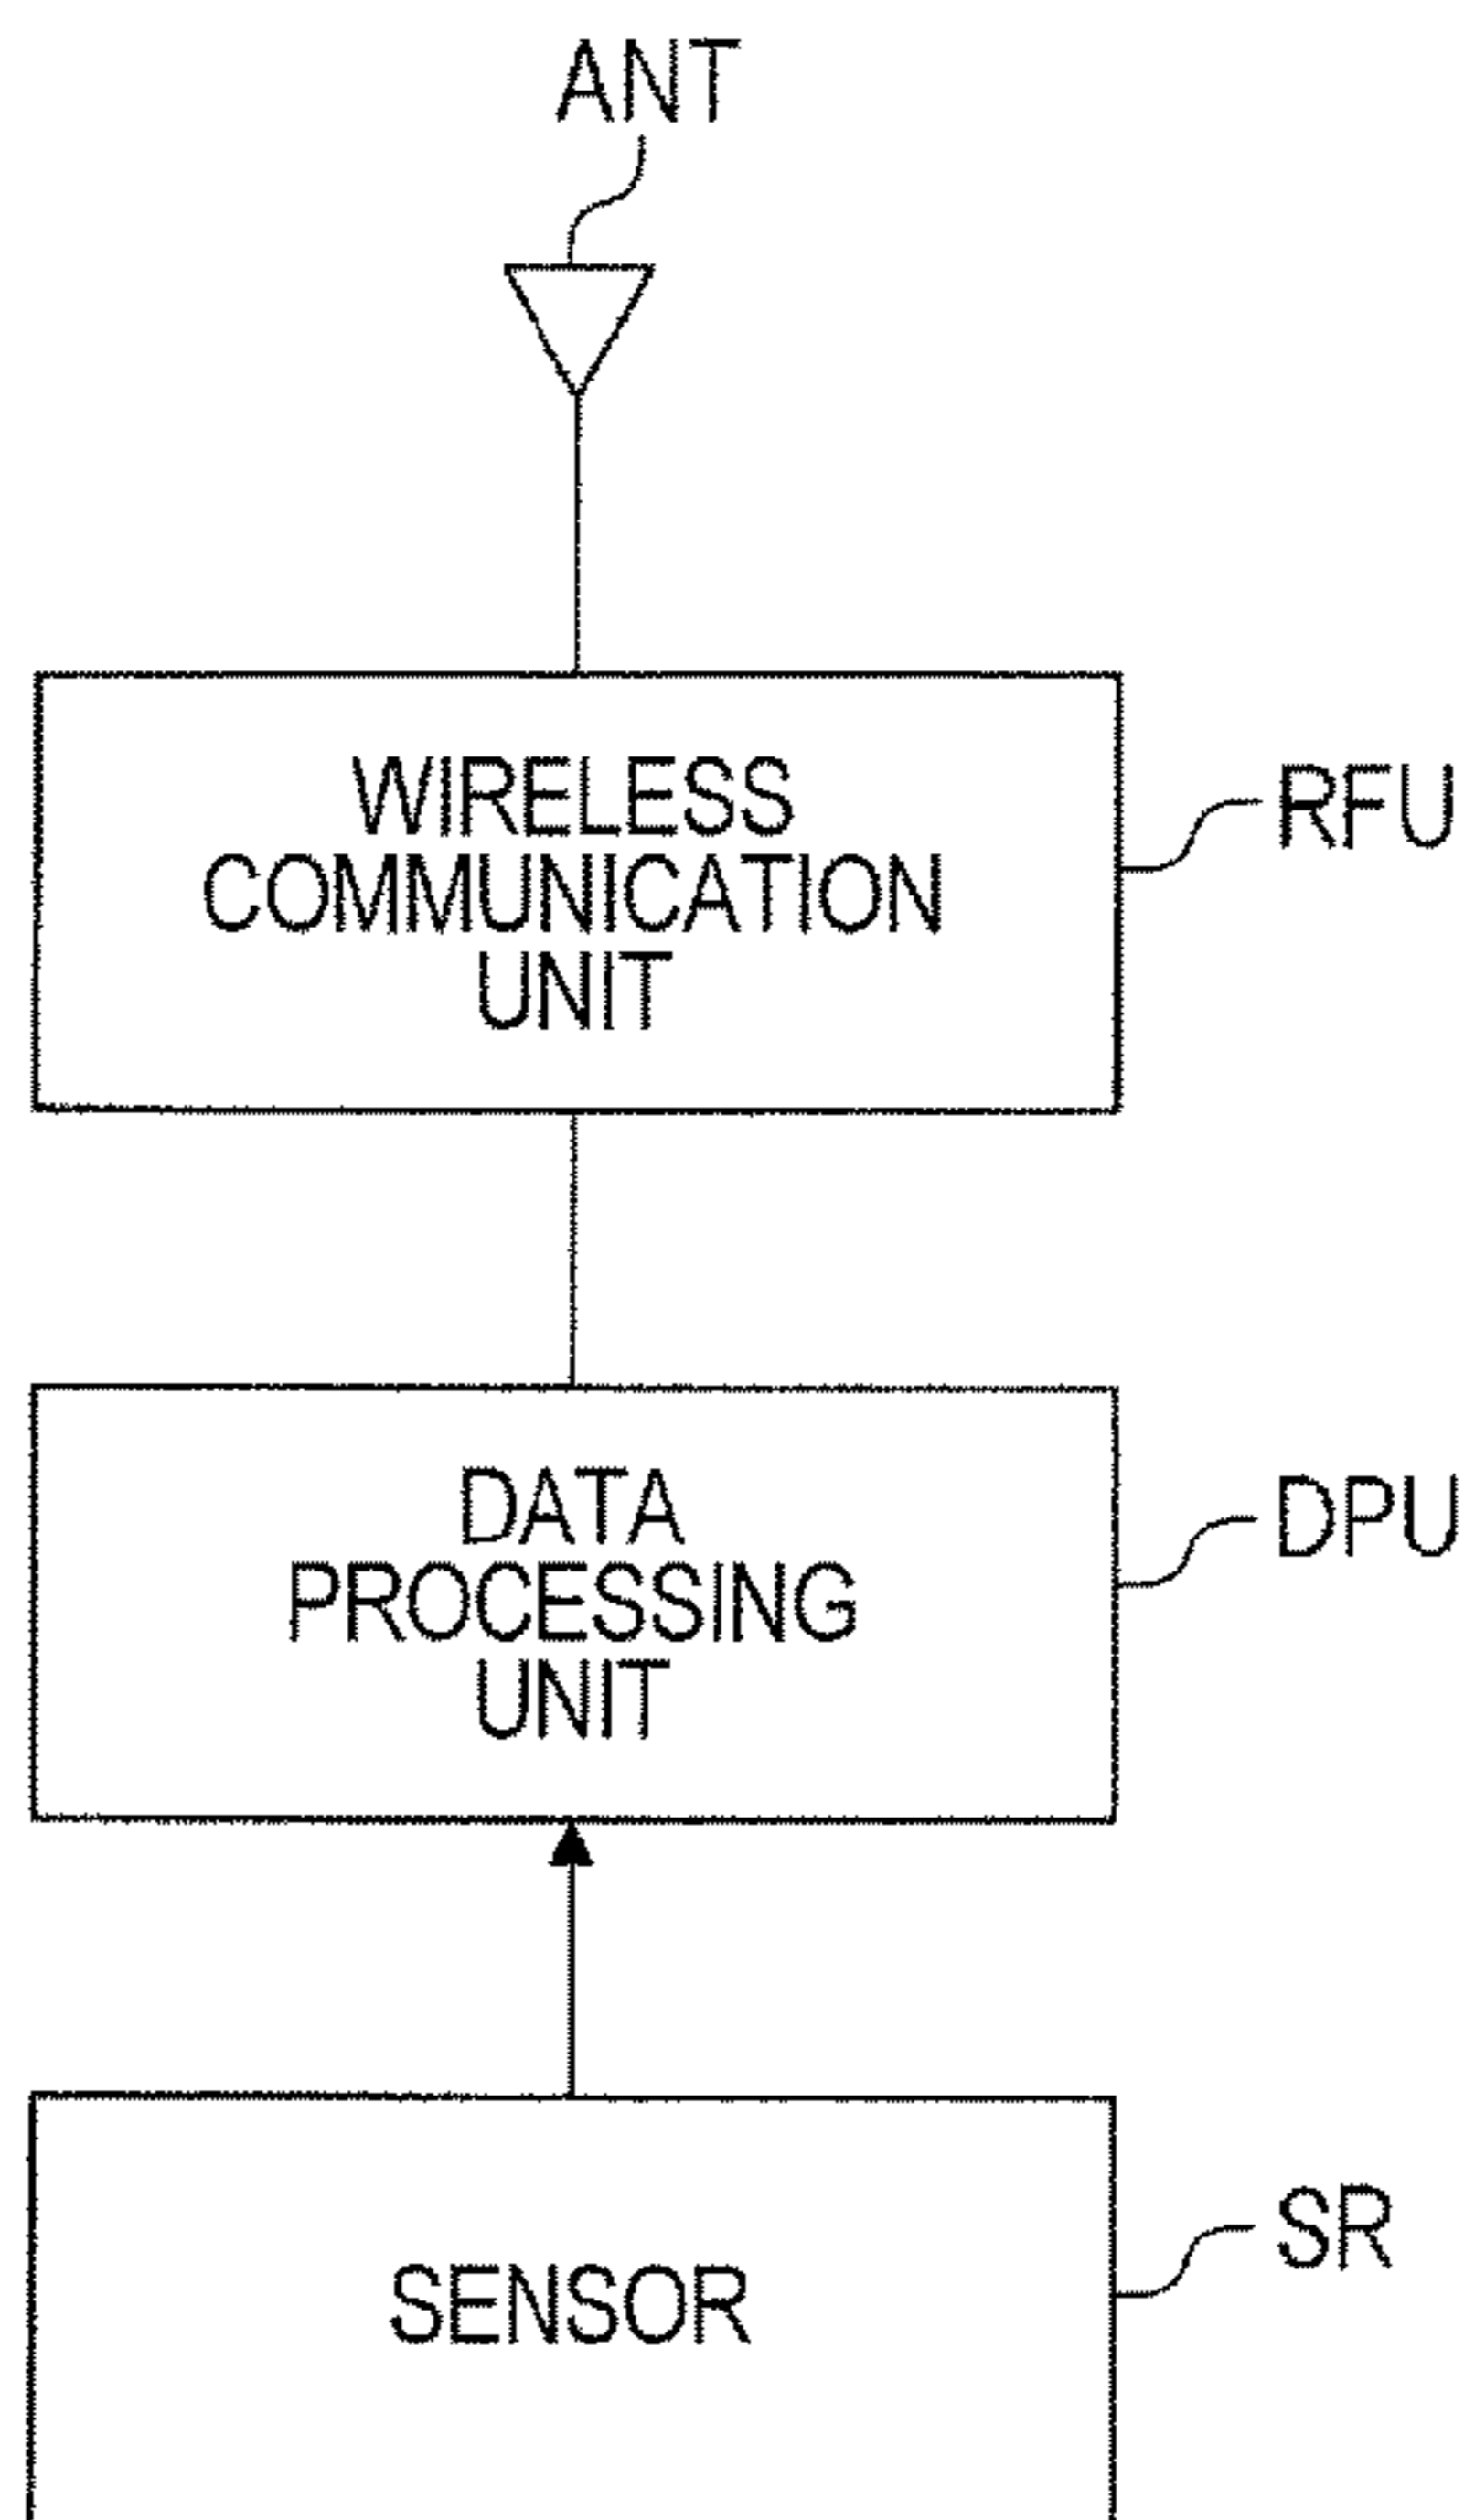 ANT
WIRELESS
COMMUNICATION
UNIT
RFU
DATA
PROCESSING
UNIT
DPU
SENSOR
SR